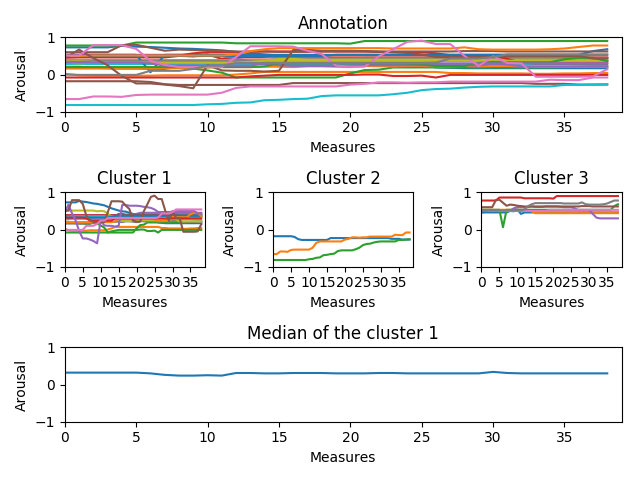 Annotation
Arousal
1
0
−1
0 5 10 15 20 25 30 35
Measures
Cluster 1 Cluster 2 Cluster 3
Arousal Arousal Arousal
1 1 1
0 0 0
−1 −1 −1
0 5 10 15 20 25 30 35 0 5 10 15 20 25 30 35 0 5 10 15 20 25 30 35
Measures Measures Measures
Median of the cluster 1
Arousal
1
0
−1
0 5 10 15 20 25 30 35
Measures